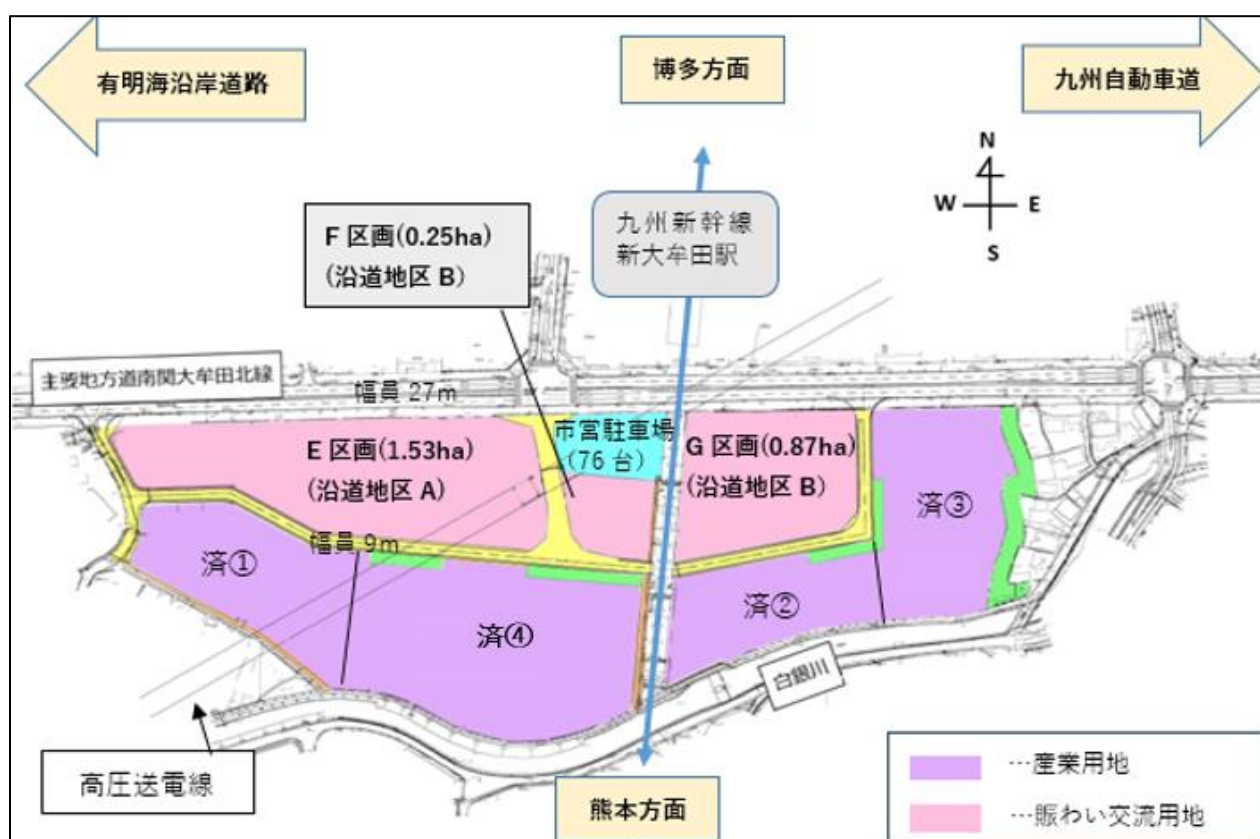 有明海沿岸道路
博多方面
九州自動車道
N
W E
S
F 区画(0.25ha)
(沿道地区 B)
九州新幹線
新大牟田駅
主要地方道南関大牟田北線
幅員 27m
市営駐車場
(76 台)
E 区画(1.53ha)
(沿道地区 A)
G 区画(0.87ha)
(沿道地区 B)
済③
幅員 9m
済①
済②
済④
白銀川
高圧送電線
熊本方面
…産業用地
…賑わい交流用地